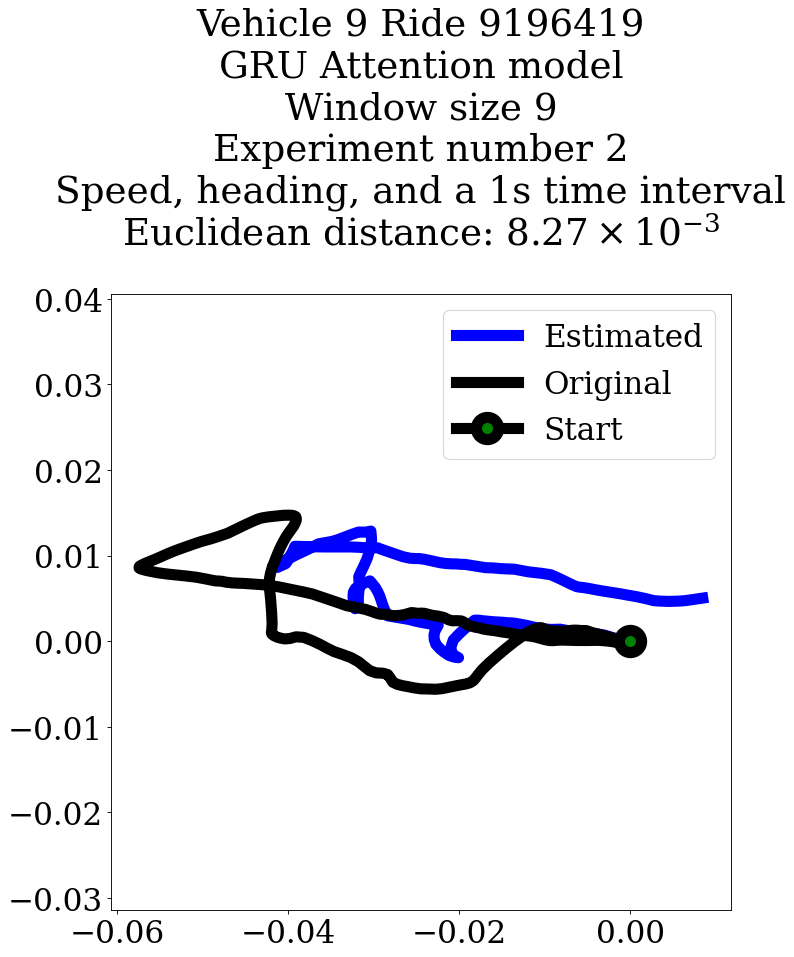 Vehicle 9 Ride 9196419
GRU Attention model
Window size 9
Experiment number 2
Speed, heading, and a 1s time interval
Euclidean distance: 8.27 × 10⁻³
0.04
Estimated
0.03
Original
Start
0.02
0.01
0.00
−0.01
−0.02
−0.03
−0.06 −0.04 −0.02 0.00